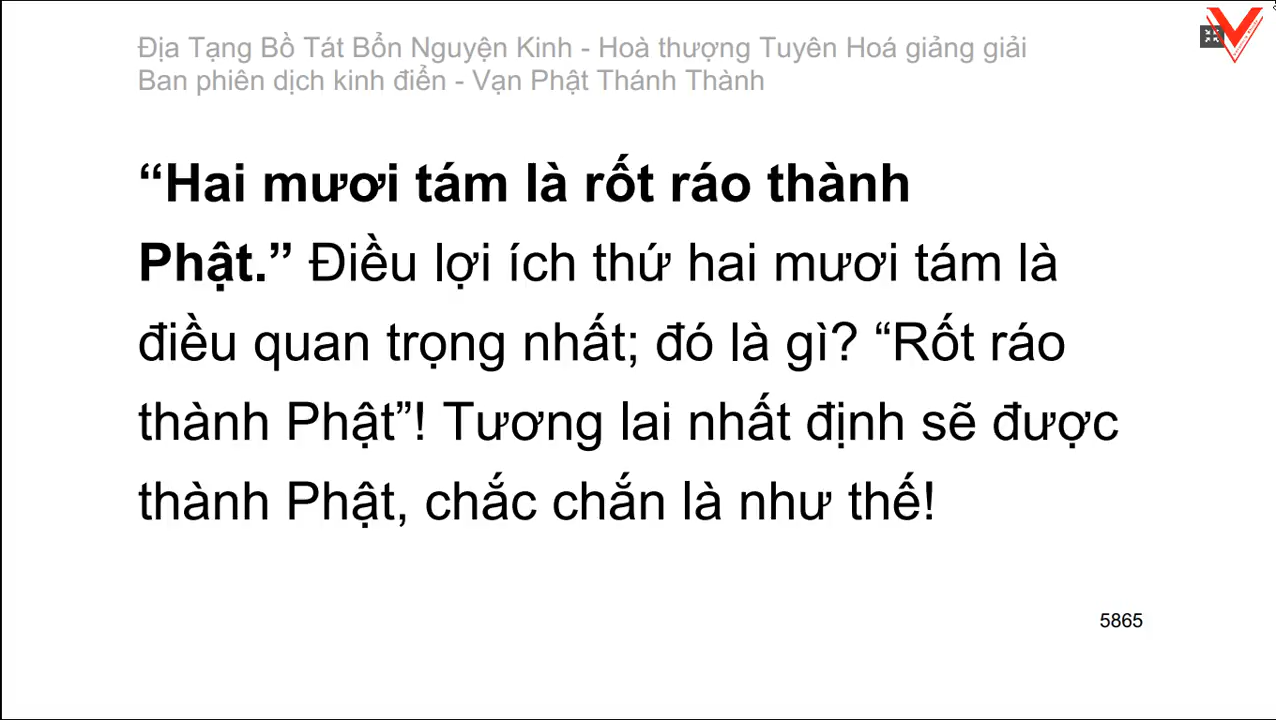 Địa Tạng Bồ Tát Bổn Nguyện Kinh - Hoà thượng Tuyên Hoá giảng giải
Ban phiên dịch kinh điển - Vạn Phật Thánh Thành
“Hai mươi tám là rốt ráo thành
Phật.” Điều lợi ích thứ hai mươi tám là
điều quan trọng nhất; đó là gì? “Rốt ráo
thành Phật”! Tương lai nhất định sẽ được
thành Phật, chắc chắn là như thế!
5865